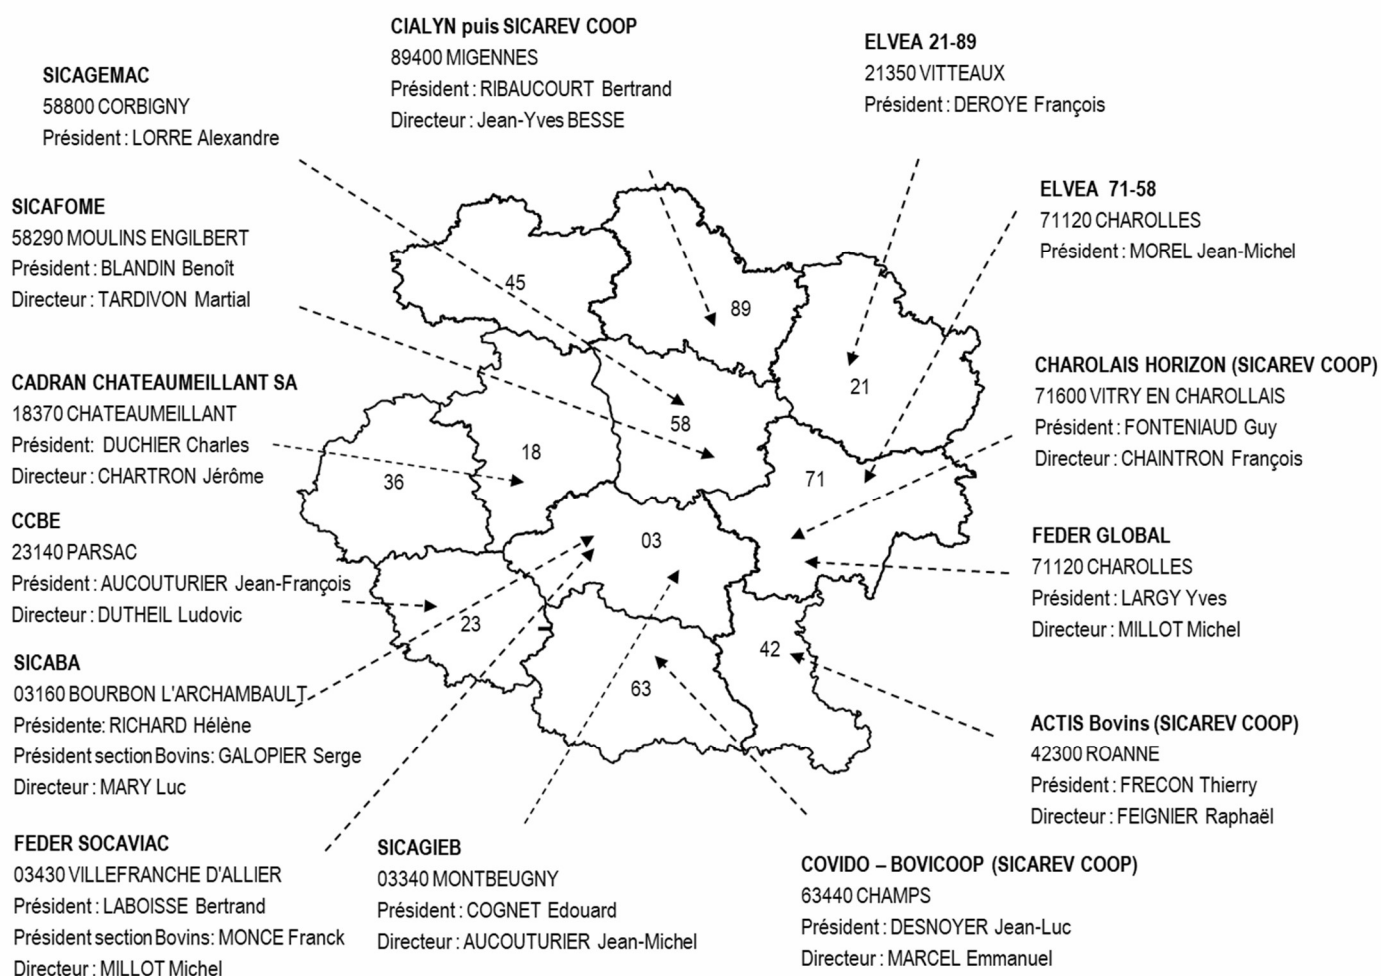 CIALYN puis SICAREV COOP
89400 MIGENNES
Président : RIBAUCOURT Bertrand
Directeur : Jean-Yves BESSE
ELVEA 21-89
21350 VITTEAUX
Président : DEROYE François
SICAGEMAC
58800 CORBIGNY
Président : LORRE Alexandre
ELVEA 71-58
71120 CHAROLLES
Président : MOREL Jean-Michel
SICAFOME
58290 MOULINS ENGILBERT
Président : BLANDIN Benoît
Directeur : TARDIVON Martial
CHAROLAIS HORIZON (SICAREV COOP)
71600 VITRY EN CHAROLLAIS
Président : FONTENIAUD Guy
Directeur : CHAINTRON François
CADRAN CHATEAUMEILLANT SA
18370 CHATEAUMEILLANT
Président: DUCHIER Charles
Directeur : CHARTRON Jérôme
CCBE
23140 PARSAC
Président : AUCOUTURIER Jean-François
Directeur : DUTHEIL Ludovic
FEDER GLOBAL
71120 CHAROLLES
Président : LARGY Yves
Directeur : MILLOT Michel
SICABA
03160 BOURBON L'ARCHAMBAULT
Présidente: RICHARD Hélène
Président section Bovins: GALOPIER Serge
Directeur : MARY Luc
ACTIS Bovins (SICAREV COOP)
42300 ROANNE
Président : FRECON Thierry
Directeur : FEIGNIER Raphaël
FEDER SOCAVIAC
03430 VILLEFRANCHE D'ALLIER
Président : LABOISSE Bertrand
Président section Bovins: MONCE Franck
Directeur : MILLOT Michel
SICAGIEB
03340 MONTBEUGNY
Président : COGNET Edouard
Directeur : AUCOUTURIER Jean-Michel
COVIDO – BOVICOOP (SICAREV COOP)
63440 CHAMPS
Président : DESNOYER Jean-Luc
Directeur : MARCEL Emmanuel
45
89
21
58
18
36
71
03
23
42
63